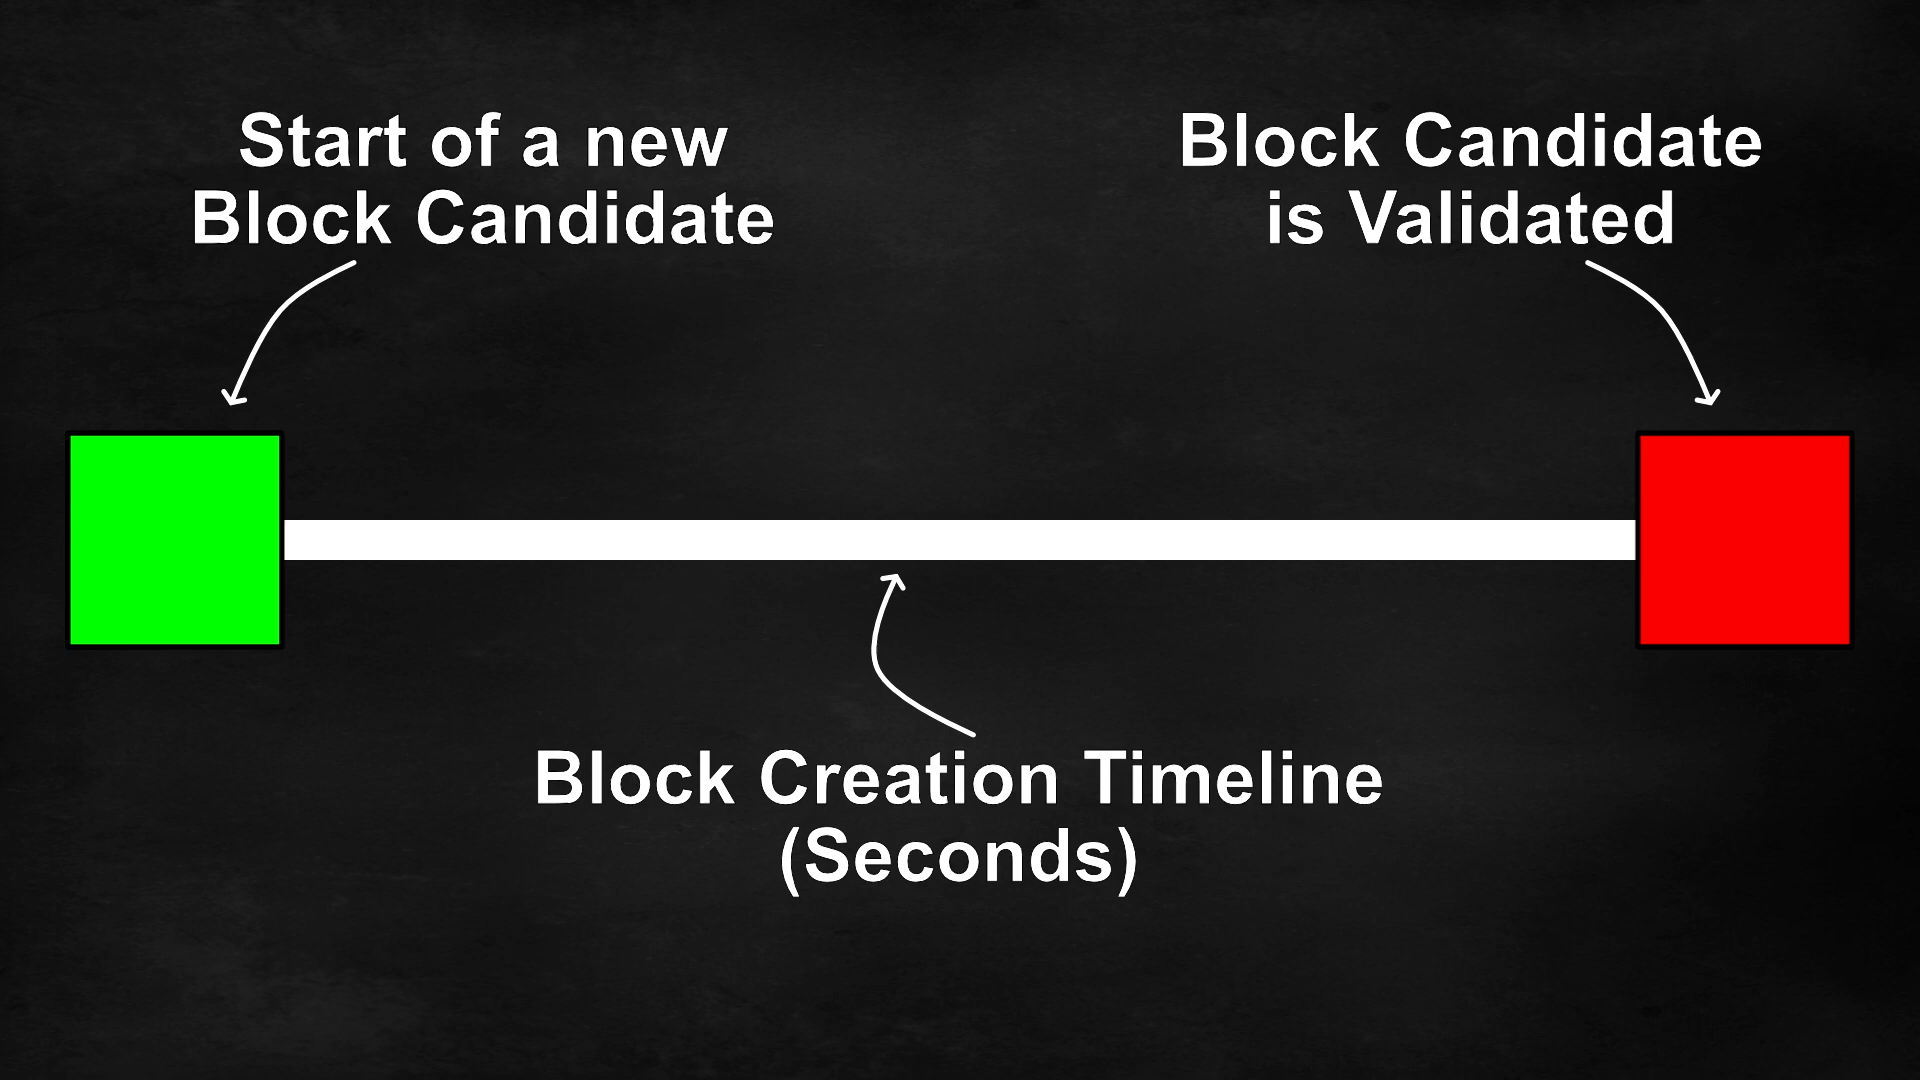 Start of a new
Block Candidate
Block Candidate
is Validated
Block Creation Timeline
(Seconds)